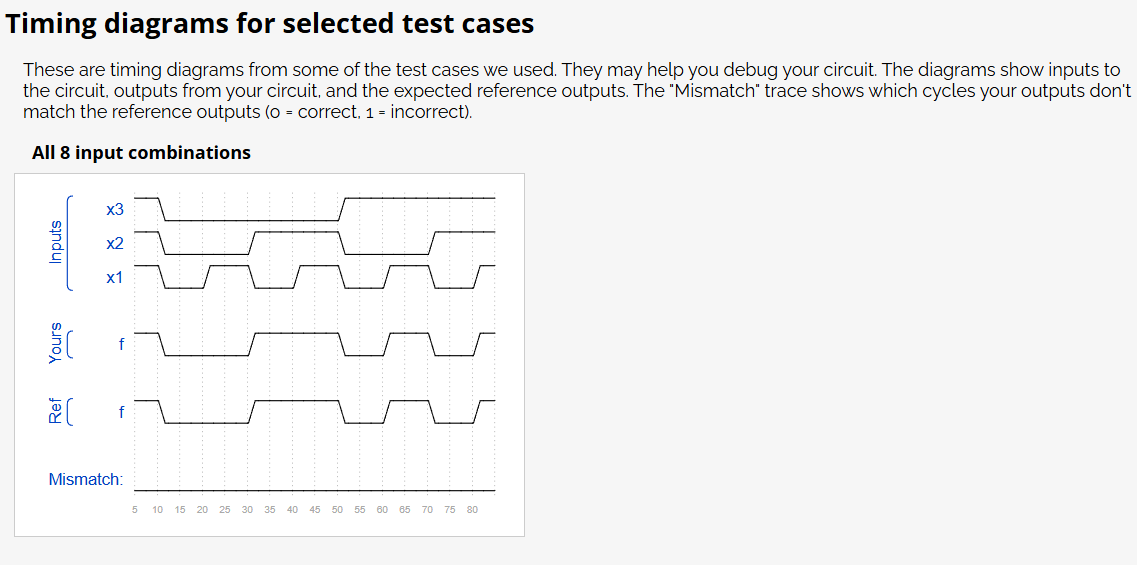 Timing diagrams for selected test cases
These are timing diagrams from some of the test cases we used. They may help you debug your circuit. The diagrams show inputs to
the circuit, outputs from your circuit, and the expected reference outputs. The "Mismatch" trace shows which cycles your outputs don't
match the reference outputs (0 = correct, 1 = incorrect).
All 8 input combinations
Inputs
x3
x2
x1
Yours
f
Ref
f
Mismatch:
5 10 15 20 25 30 35 40 45 50 55 60 65 70 75 80